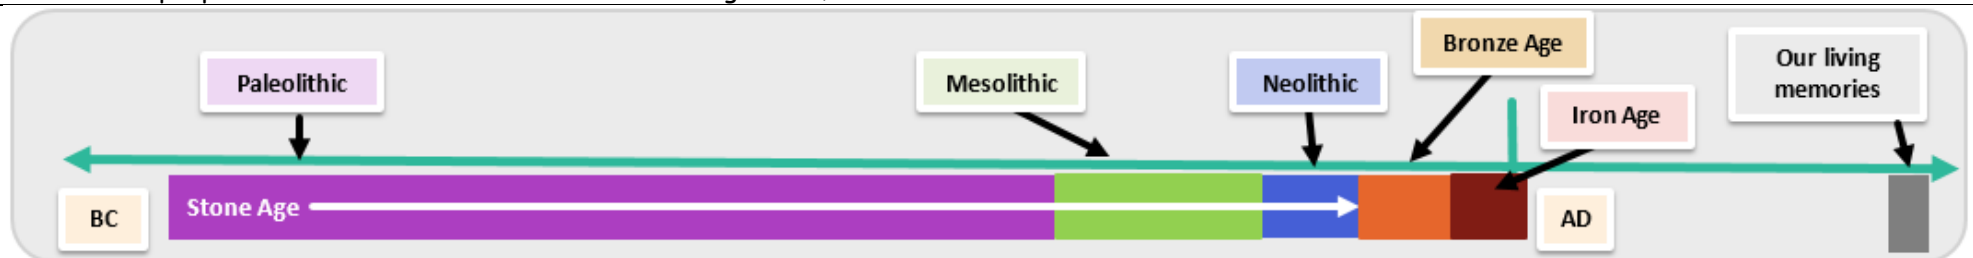 Paleolithic
Mesolithic
Neolithic
Bronze Age
Iron Age
Our living
memories
BC
Stone Age
AD